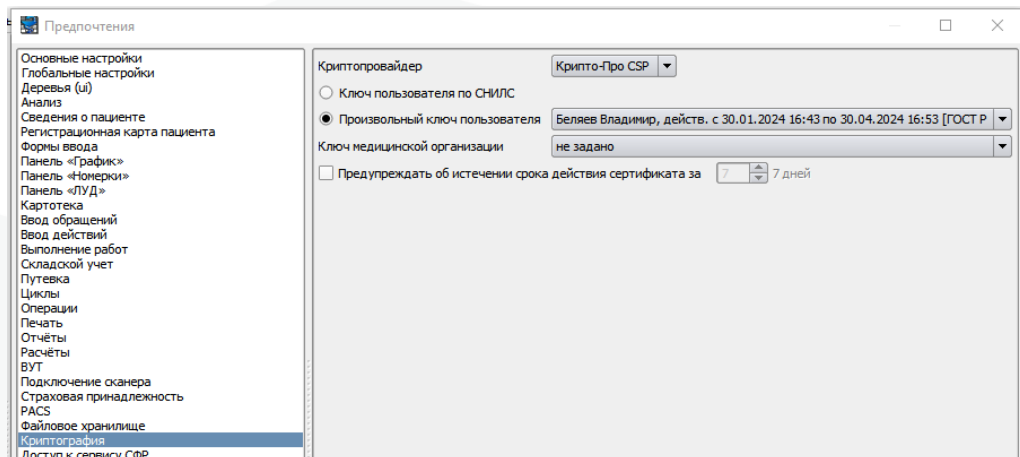 Предпочтения
Основные настройки
Глобальные настройки
Деревья (ui)
Анализ
Сведения о пациенте
Регистрационная карта пациента
Формы ввода
Панель «График»
Панель «Номерки»
Панель «ЛУД»
Картотека
Ввод обращений
Ввод действий
Выполнение работ
Складской учет
Путевка
Циклы
Операции
Печать
Отчёты
Расчёты
ВУТ
Подключение сканера
Страховая принадлежность
PACS
Файловое хранилище
Криптография
Доступ к сервису СФР
Криптопровайдер Крипто-Про CSP
Ключ пользователя по СНИЛС
Произвольный ключ пользователя Беляев Владимир, действ. с 30.01.2024 16:43 по 30.04.2024 16:53 [ГОСТ Р
Ключ медицинской организации не задано
Предупреждать об истечении срока действия сертификата за 7 7 дней